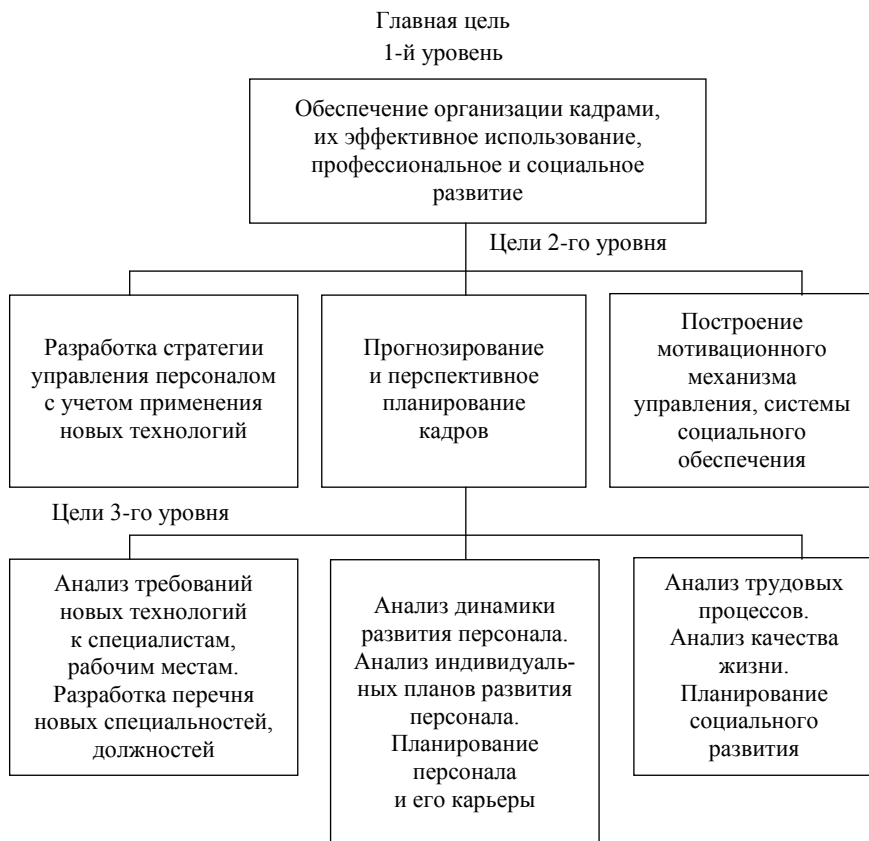 Главная цель
1-й уровень
Обеспечение организации кадрами,
их эффективное использование,
профессиональное и социальное
развитие
Цели 2-го уровня
Разработка стратегии
управления персоналом
с учетом применения
новых технологий
Прогнозирование
и перспективное
планирование
кадров
Построение
мотивационного
механизма
управления, системы
социального
обеспечения
Цели 3-го уровня
Анализ требований
новых технологий
к специалистам,
рабочим местам.
Разработка перечня
новых специальностей,
должностей
Анализ динамики
развития персонала.
Анализ индивидуаль-
ных планов развития
персонала.
Планирование
персонала
и его карьеры
Анализ трудовых
процессов.
Анализ качества
жизни.
Планирование
социального
развития